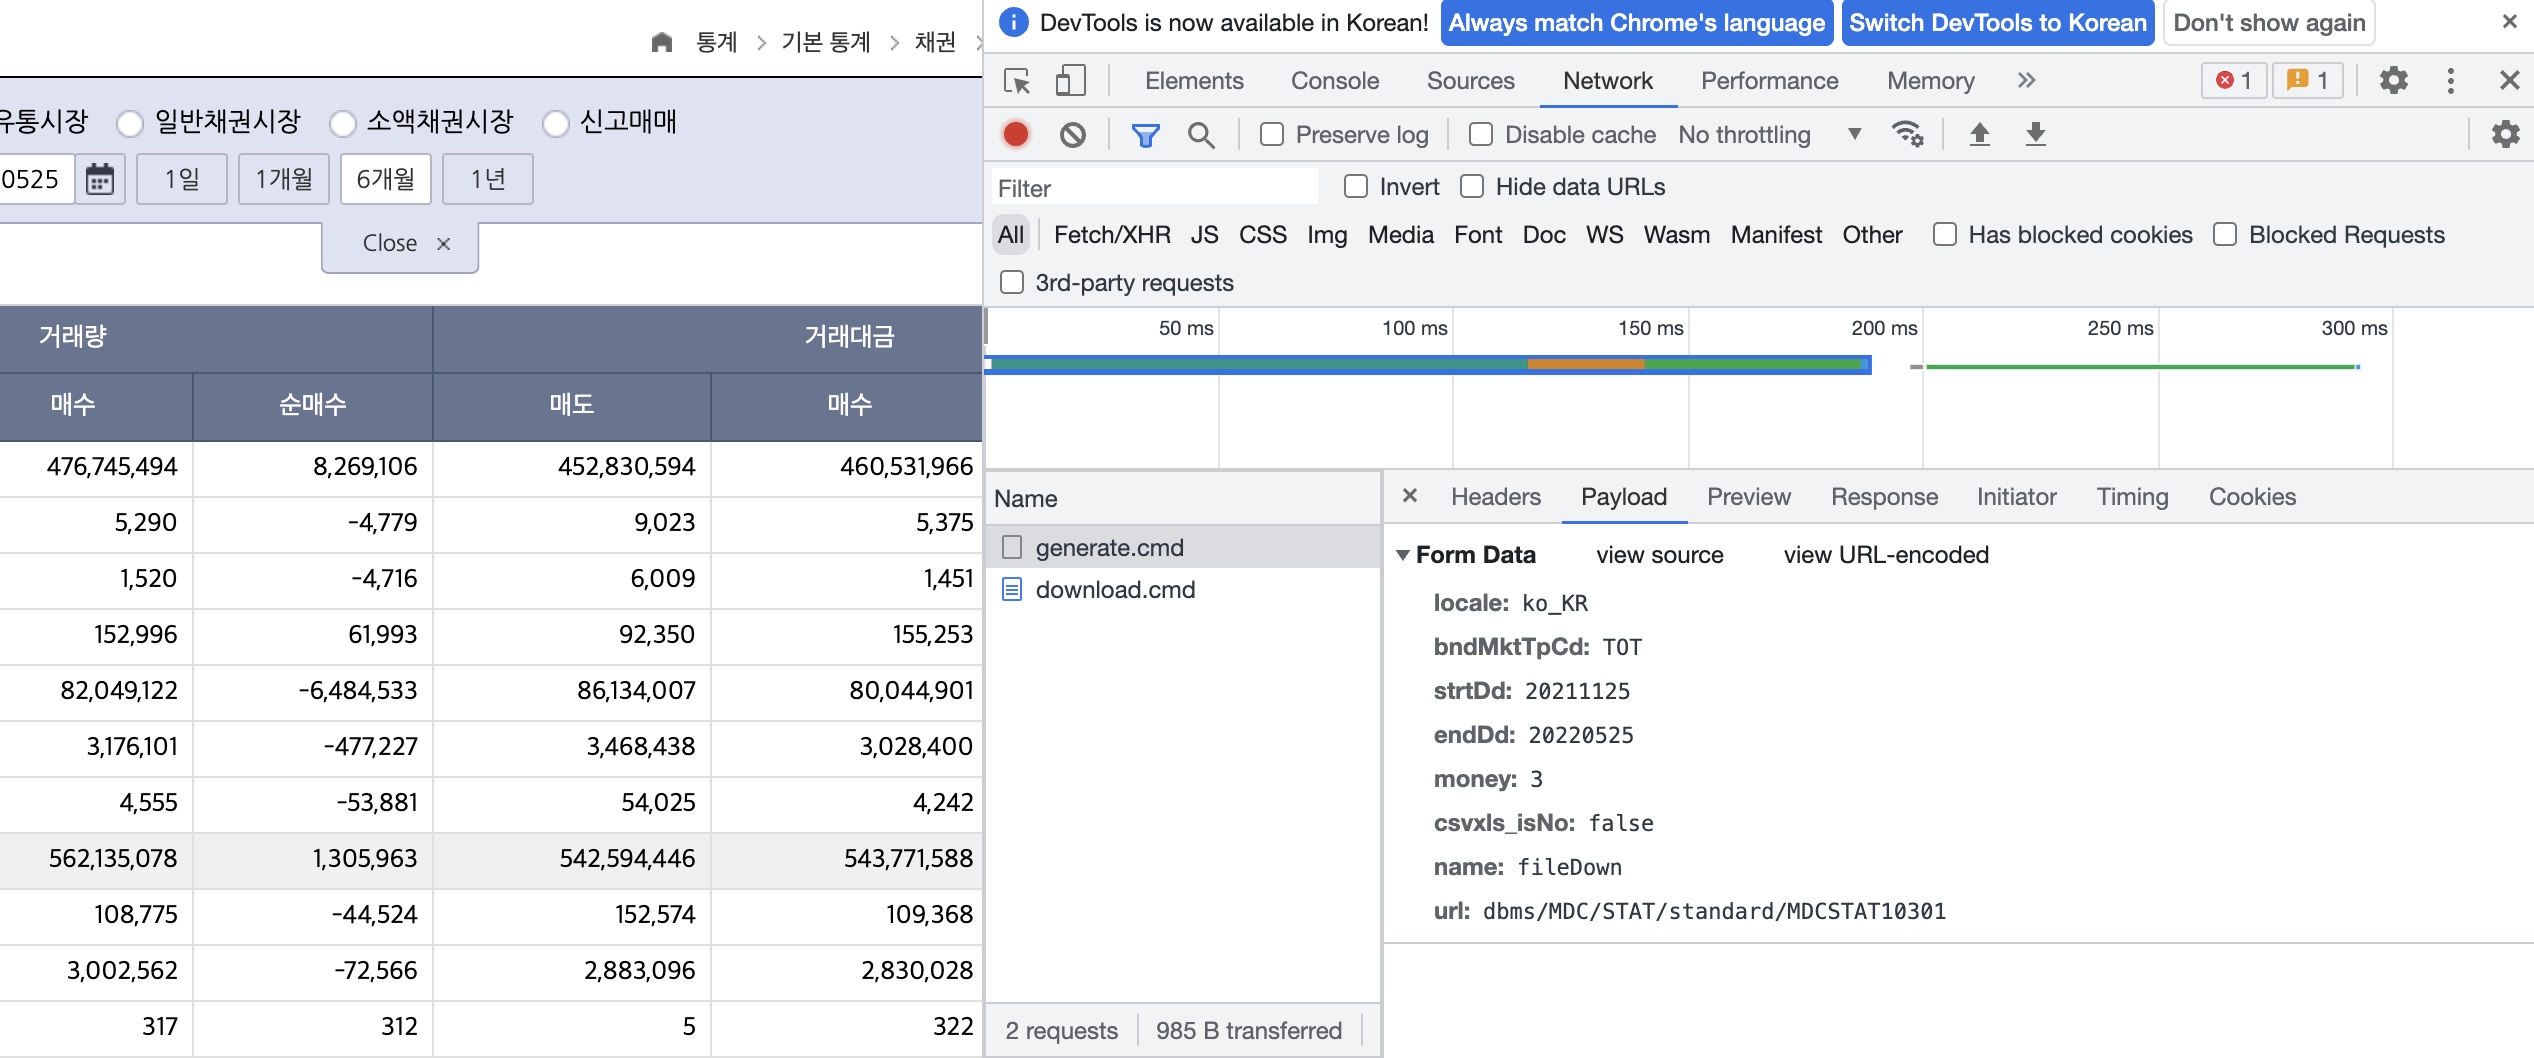 통계 > 기본 통계 > 채권 >
유통시장 일반채권시장 소액채권시장 신고매매
0525 1일 1개월 6개월 1년
Close ×
거래량 거래대금
매수 순매수 매도 매수
476,745,494 8,269,106 452,830,594 460,531,966
5,290 -4,779 9,023 5,375
1,520 -4,716 6,009 1,451
152,996 61,993 92,350 155,253
82,049,122 -6,484,533 86,134,007 80,044,901
3,176,101 -477,227 3,468,438 3,028,400
4,555 -53,881 54,025 4,242
562,135,078 1,305,963 542,594,446 543,771,588
108,775 -44,524 152,574 109,368
3,002,562 -72,566 2,883,096 2,830,028
317 312 5 322
DevTools is now available in Korean! Always match Chrome's language Switch DevTools to Korean Don't show again ×
Elements Console Sources Network Performance Memory » 1 1
Preserve log Disable cache No throttling
Filter Invert Hide data URLs
All Fetch/XHR JS CSS Img Media Font Doc WS Wasm Manifest Other Has blocked cookies Blocked Requests
3rd-party requests
50 ms 100 ms 150 ms 200 ms 250 ms 300 ms
Name
generate.cmd
download.cmd
2 requests 985 B transferred
× Headers Payload Preview Response Initiator Timing Cookies
Form Data view source view URL-encoded
locale: ko_KR
bndMktTpCd: TOT
strtDd: 20211125
endDd: 20220525
money: 3
csvxls_isNo: false
name: fileDown
url: dbms/MDC/STAT/standard/MDCSTAT10301